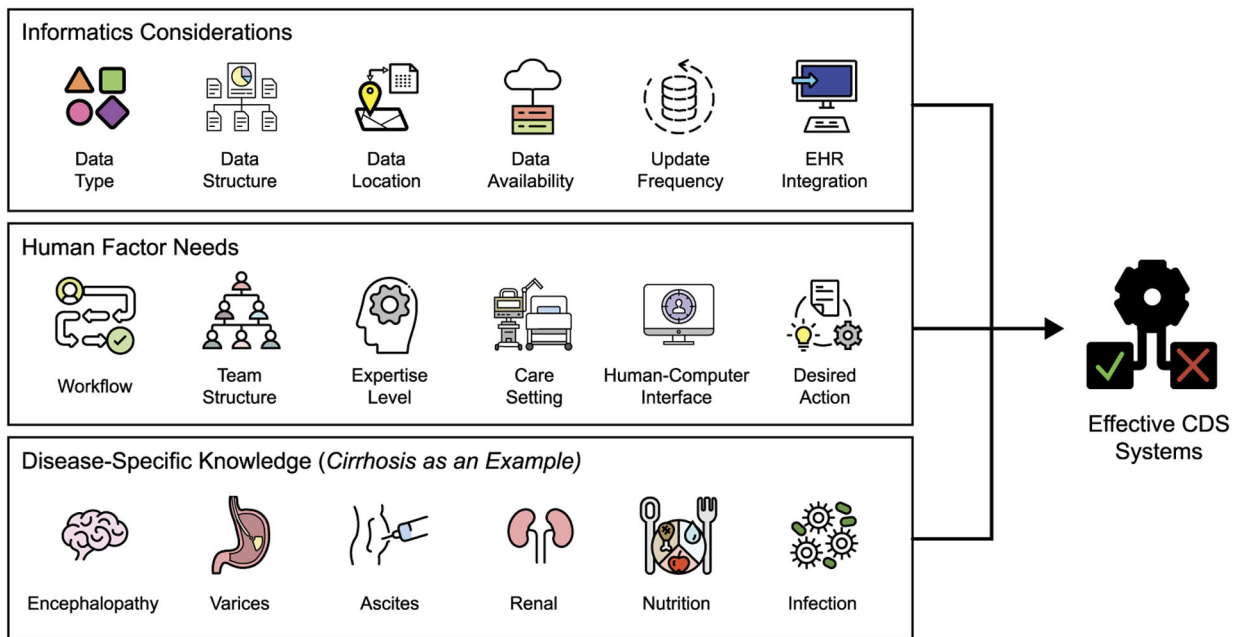 Informatics Considerations
Data
Type
Data
Structure
Data
Location
Data
Availability
Update
Frequency
EHR
Integration
Human Factor Needs
Workflow
Team
Structure
Expertise
Level
Care
Setting
Human-Computer
Interface
Desired
Action
Disease-Specific Knowledge (Cirrhosis as an Example)
Encephalopathy
Varices
Ascites
Renal
Nutrition
Infection
Effective CDS
Systems